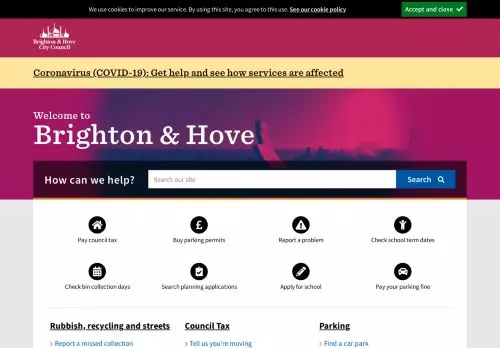 We use cookies to improve our service. By using this site, you agree to this use. See our cookie policy
Accept and close
Brighton & Hove
City Council
Coronavirus (COVID-19): Get help and see how services are affected
Welcome to
Brighton & Hove
How can we help?
Search our site
Search
Pay council tax
Buy parking permits
Report a problem
Check school term dates
Check bin collection days
Search planning applications
Apply for school
Pay your parking fine
Rubbish, recycling and streets
Council Tax
Parking
Report a missed collection
Tell us you're moving
Find a car park